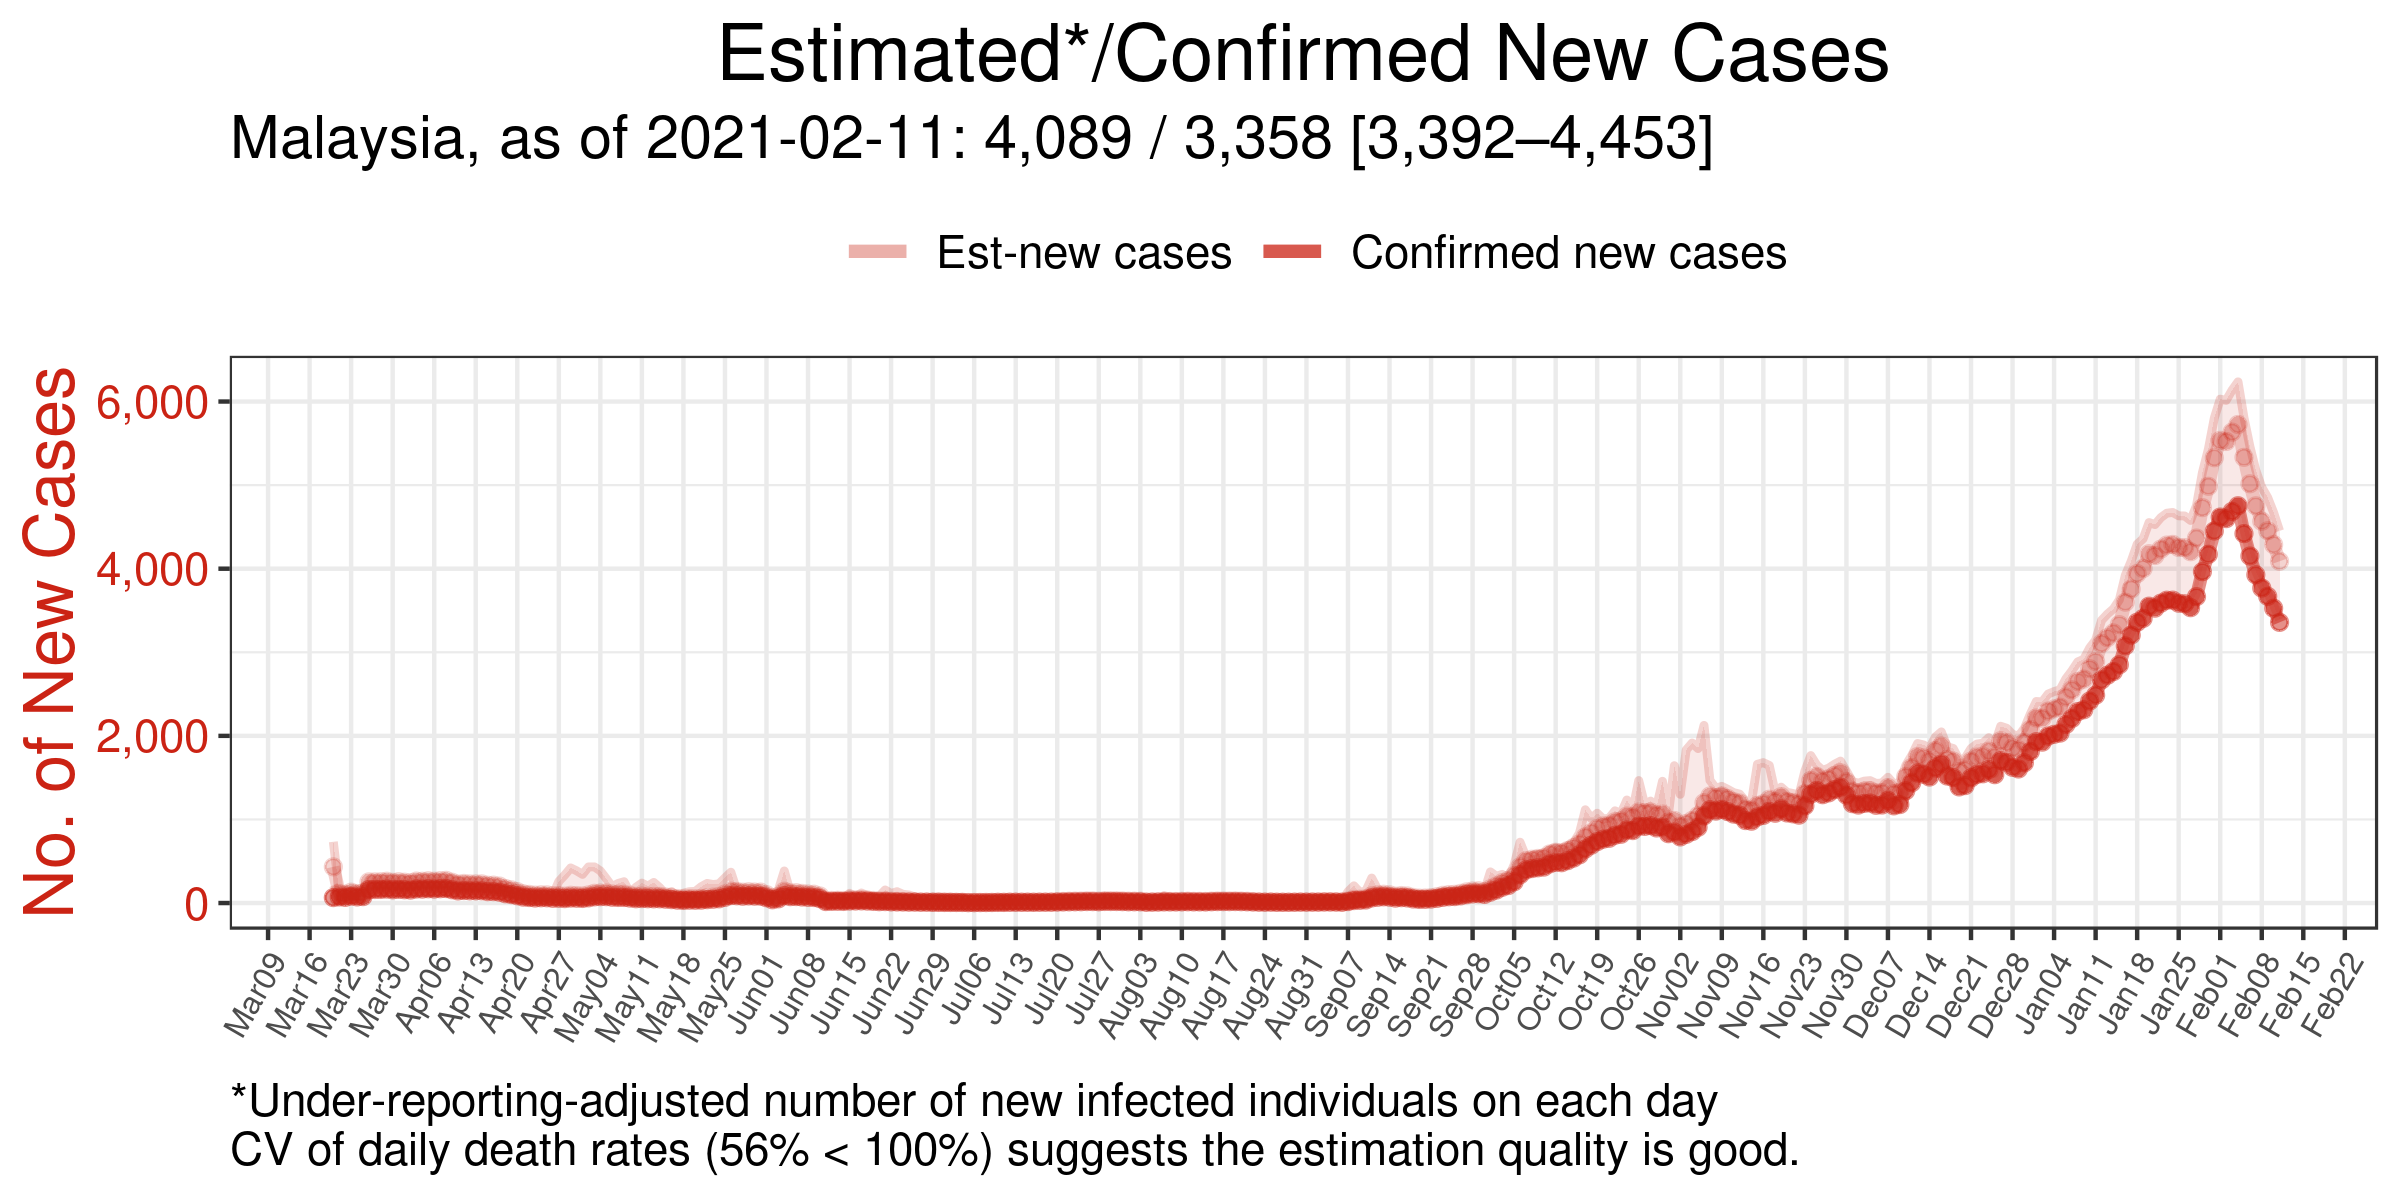 Estimated*/Confirmed New Cases
Malaysia, as of 2021-02-11: 4,089 / 3,358 [3,392–4,453]
Est-new cases Confirmed new cases
No. of New Cases
6,000
4,000
2,000
0
Mar09 Mar16 Mar23 Mar30 Apr06 Apr13 Apr20 Apr27 May04 May11 May18 May25 Jun01 Jun08 Jun15 Jun22 Jun29 Jul06 Jul13 Jul20 Jul27 Aug03 Aug10 Aug17 Aug24 Aug31 Sep07 Sep14 Sep21 Sep28 Oct05 Oct12 Oct19 Oct26 Nov02 Nov09 Nov16 Nov23 Nov30 Dec07 Dec14 Dec21 Dec28 Jan04 Jan11 Jan18 Jan25 Feb01 Feb08 Feb15 Feb22
*Under-reporting-adjusted number of new infected individuals on each day
CV of daily death rates (56% < 100%) suggests the estimation quality is good.